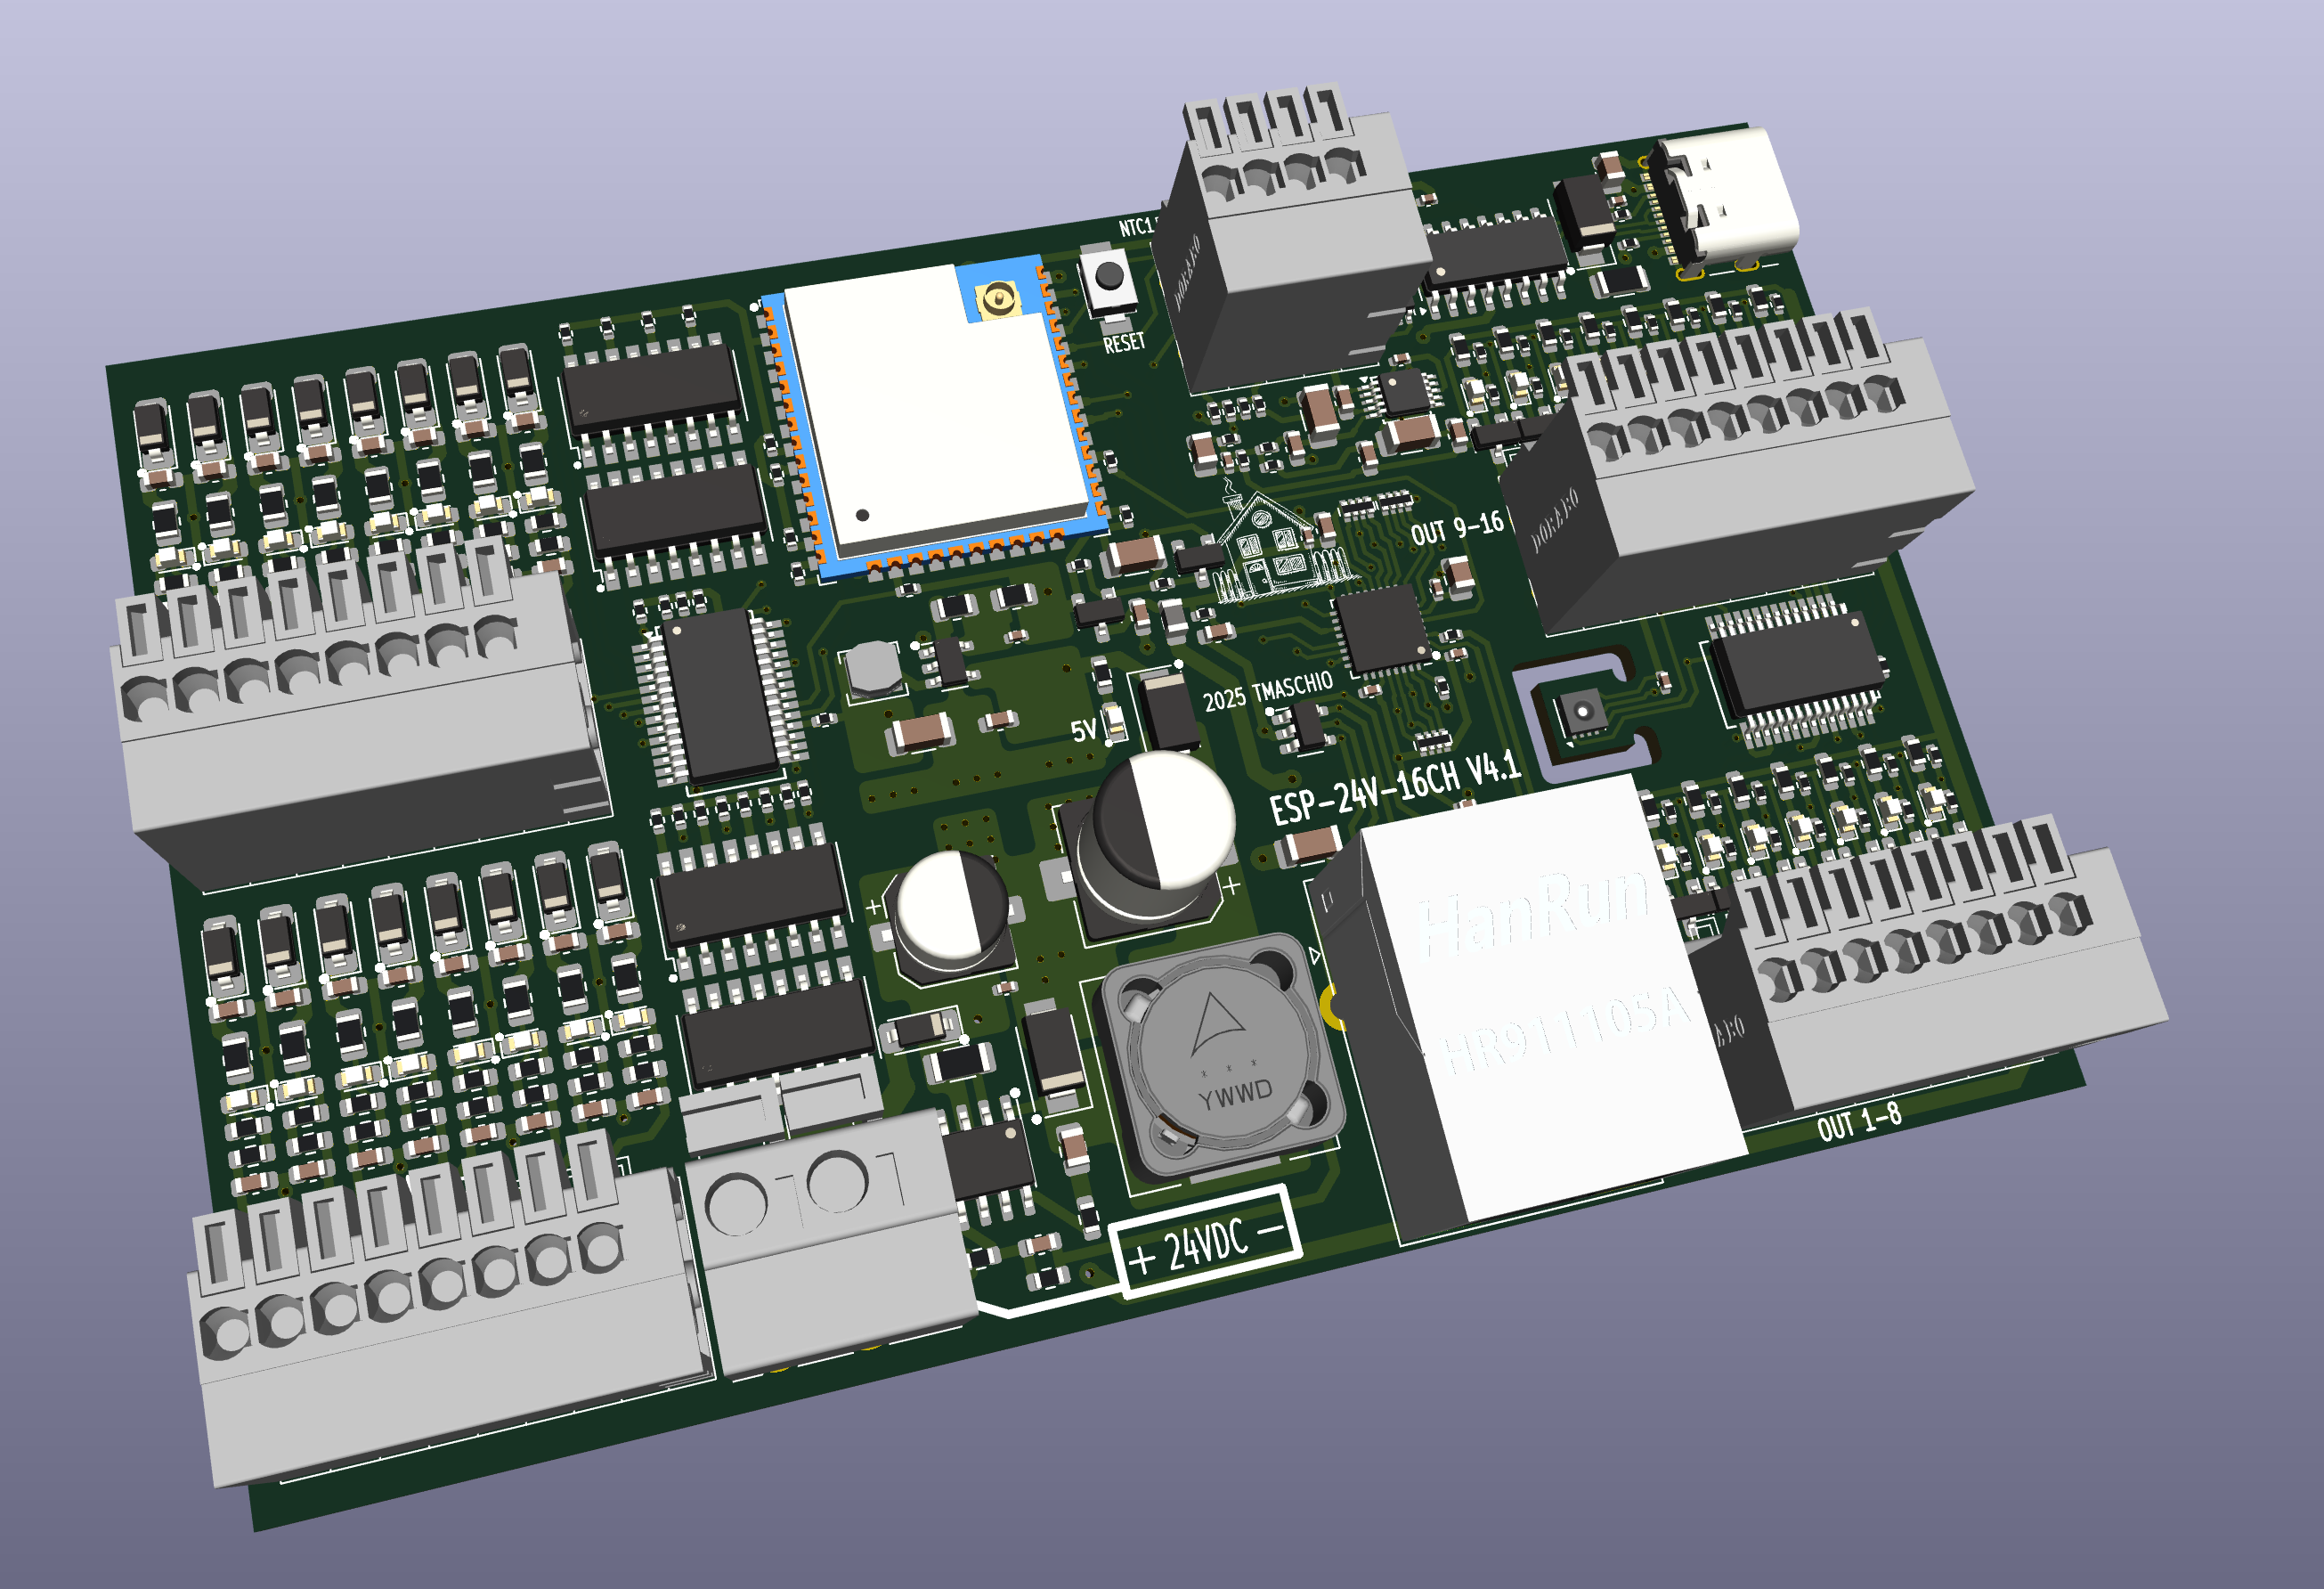 NTC1
RESET
OUT 9-16
2025 TMASCHIO
5V
ESP-24V-16CH V4.1
+
+
HanRun
HR911105A
YWWD
OUT 1-8
+ 24VDC -